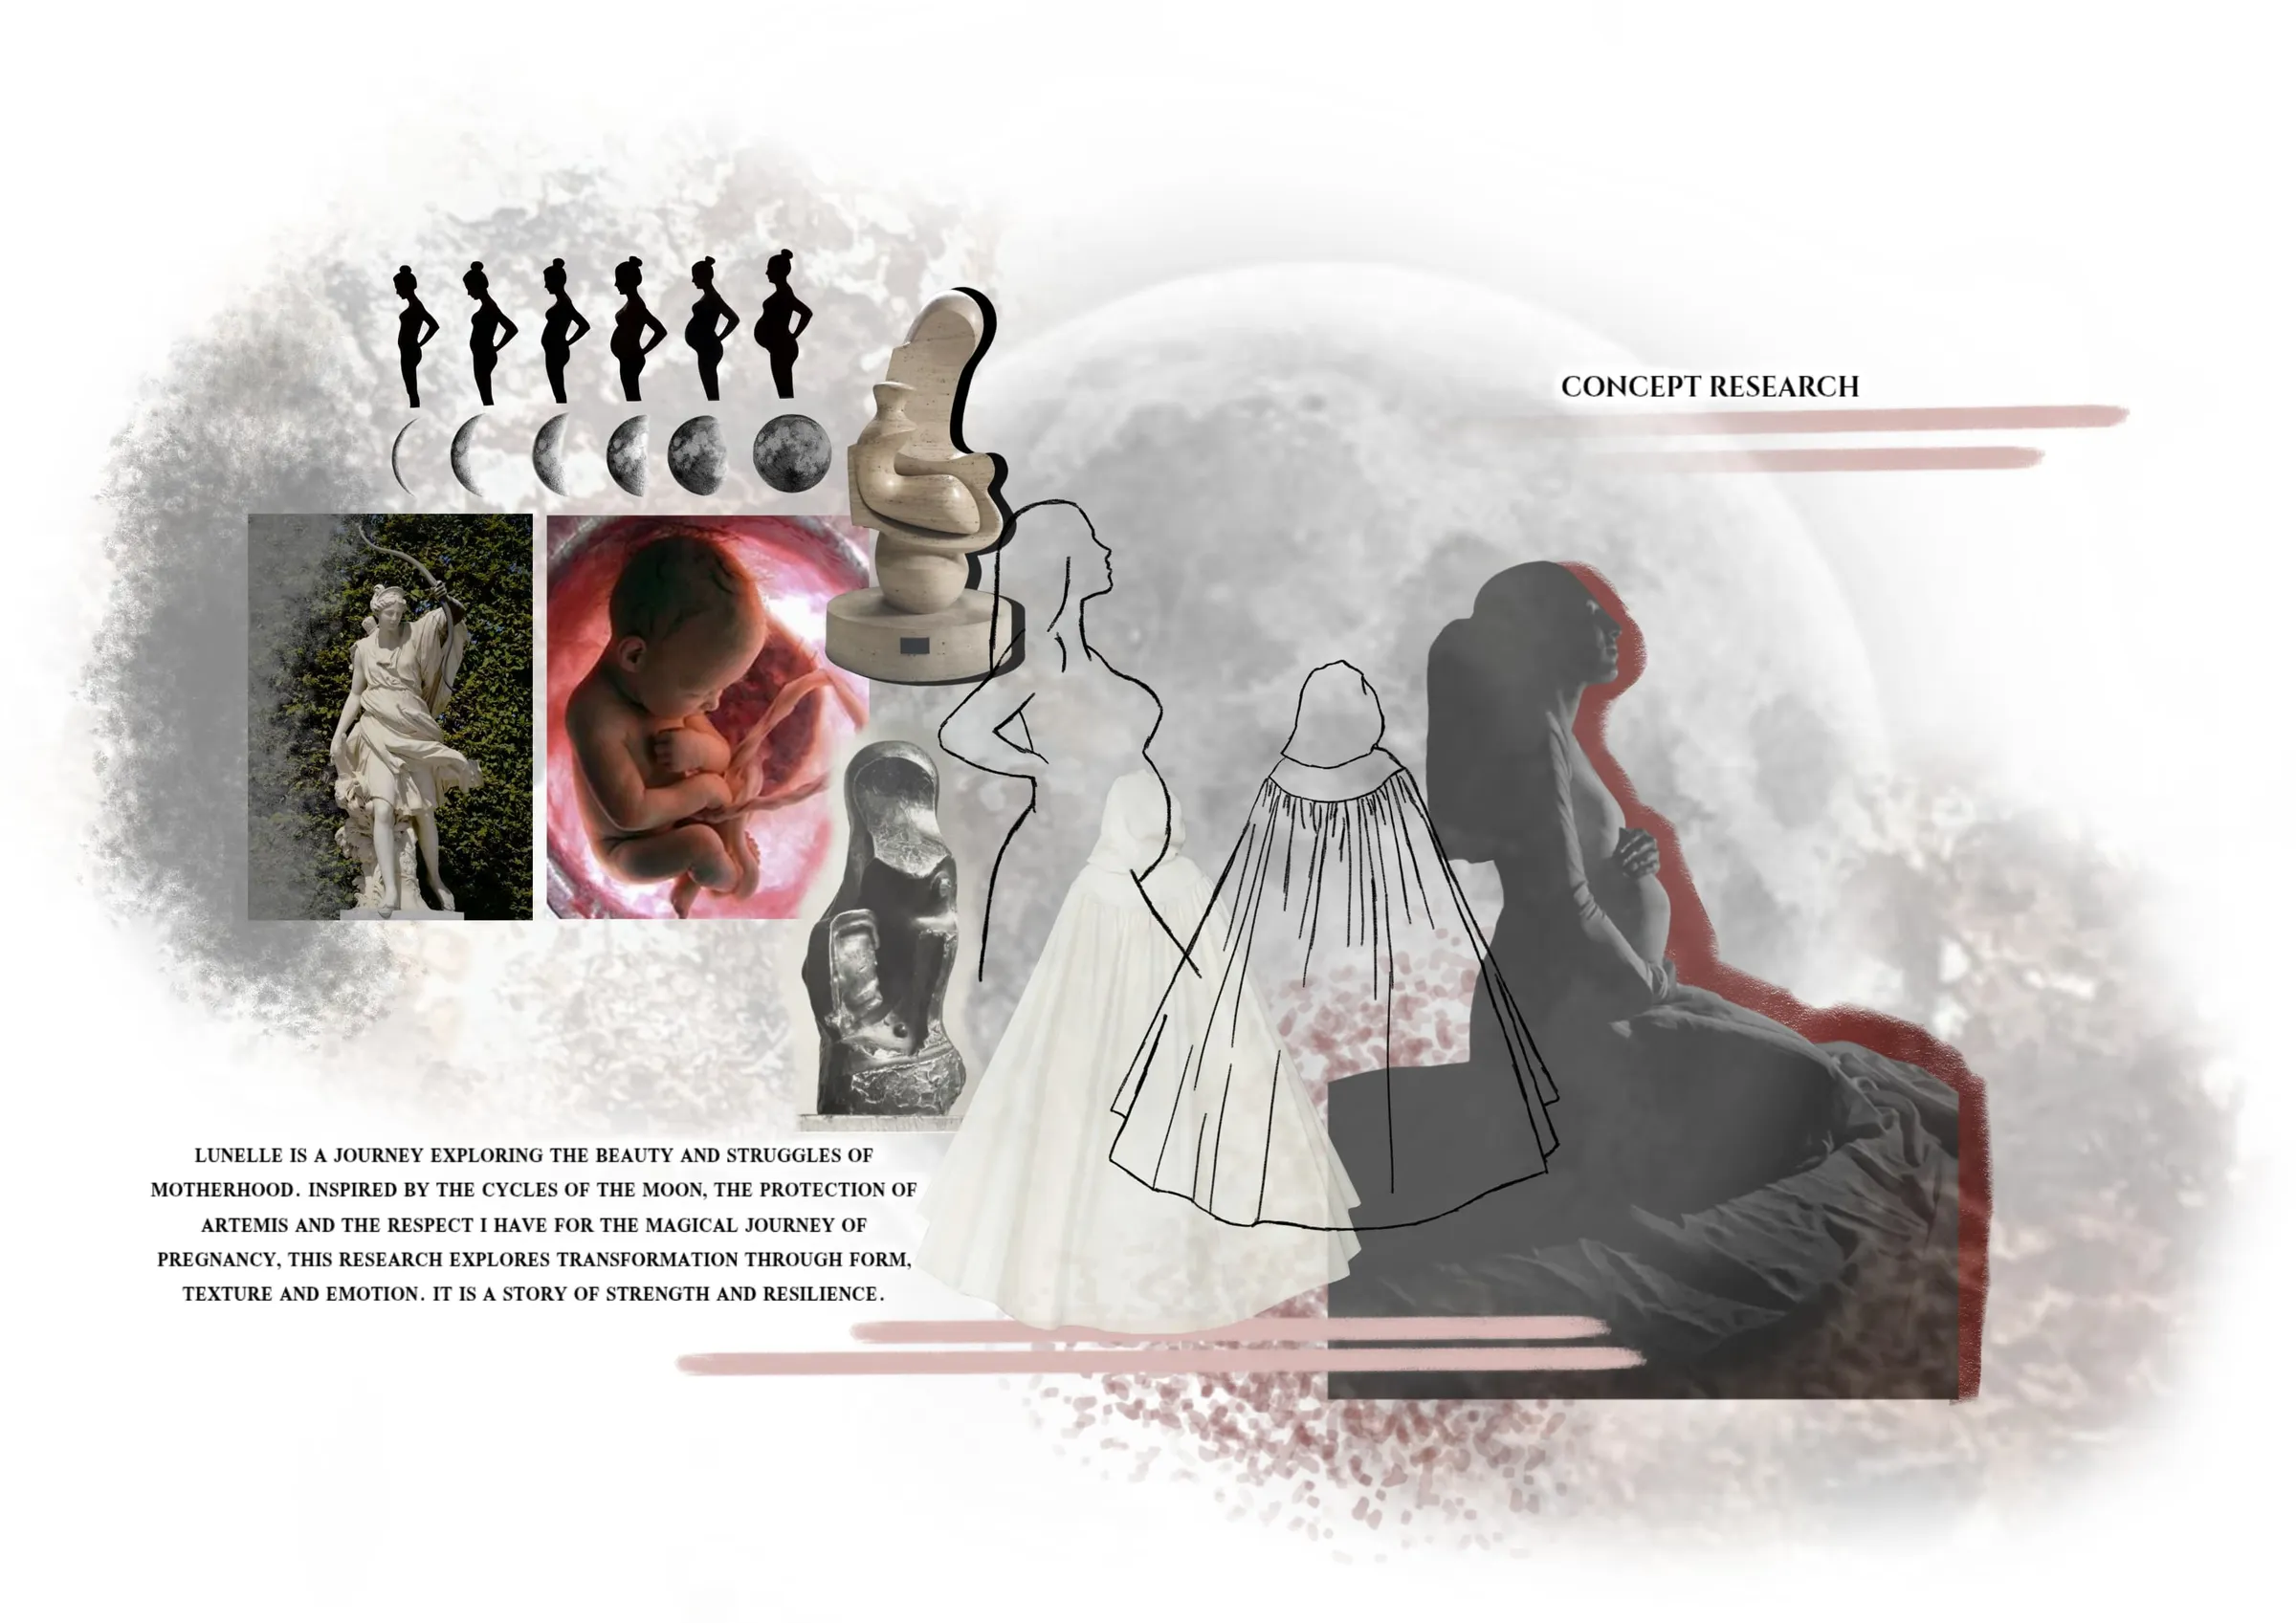 CONCEPT RESEARCH
LUNELLE IS A JOURNEY EXPLORING THE BEAUTY AND STRUGGLES OF
MOTHERHOOD. INSPIRED BY THE CYCLES OF THE MOON, THE PROTECTION OF
ARTEMIS AND THE RESPECT I HAVE FOR THE MAGICAL JOURNEY OF
PREGNANCY, THIS RESEARCH EXPLORES TRANSFORMATION THROUGH FORM,
TEXTURE AND EMOTION. IT IS A STORY OF STRENGTH AND RESILIENCE.